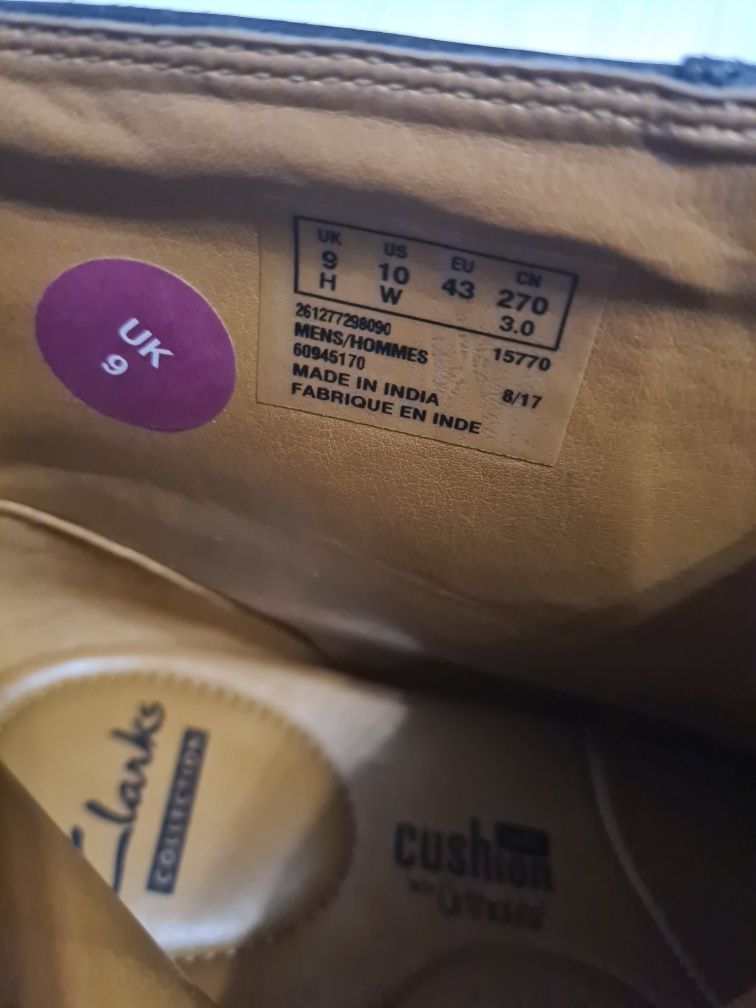 UK US EU CN
9 10 43 270
H W 3.0
261277298090
MENS/HOMMES 15770
60945170
MADE IN INDIA 8/17
FABRIQUE EN INDE
UK
9
Clarks
COLLECTION
cushion